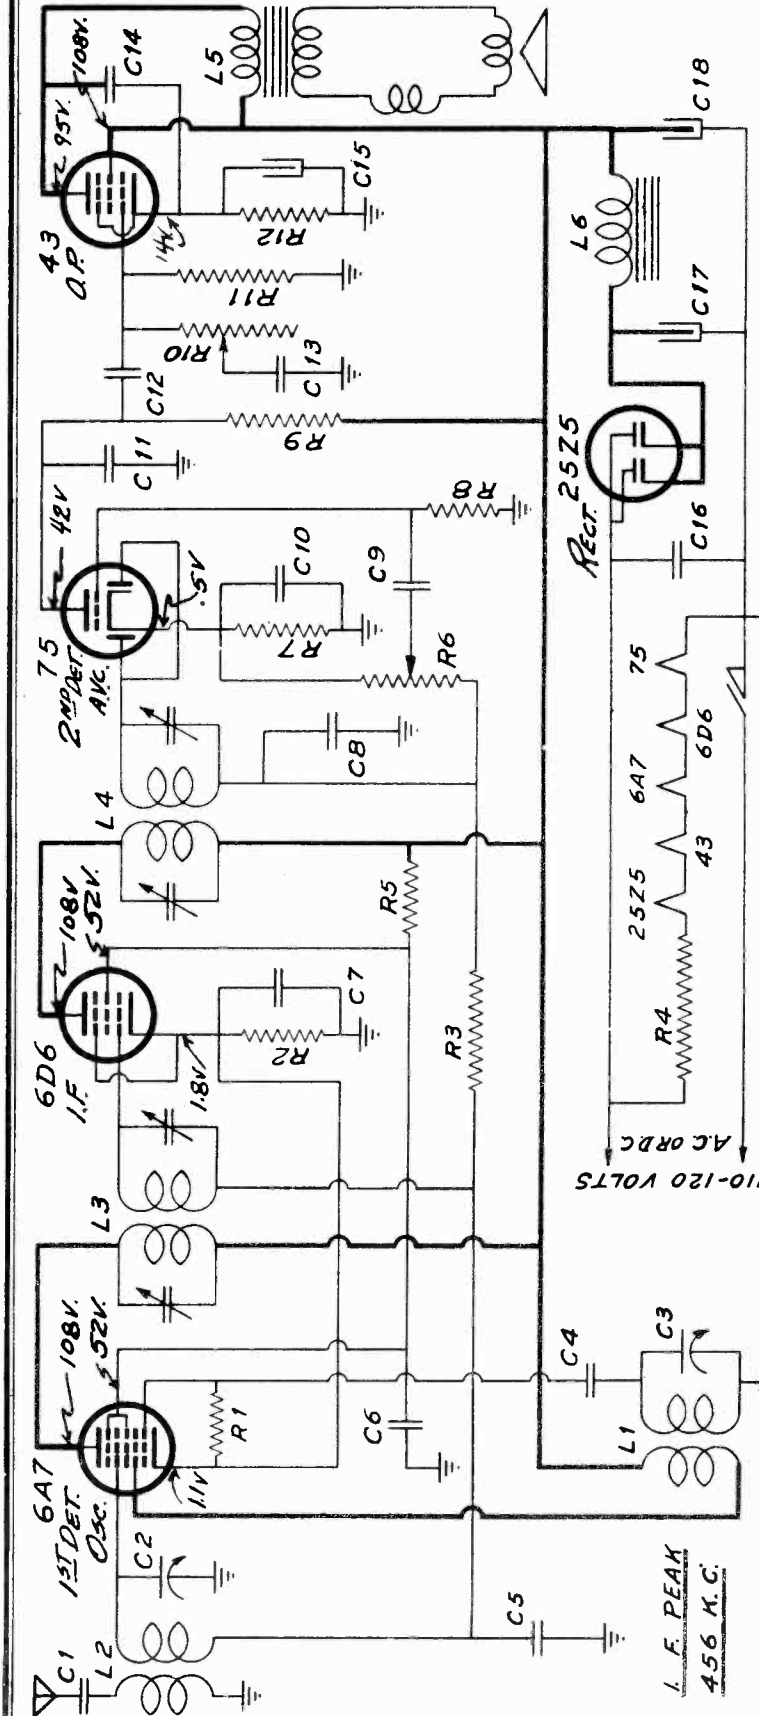 6A7
1ST DET.
OSC.
108V.
52V.
1.1V
C1
L2
C2
R1
C5
C6
L3
6D6
I.F.
108V
52V.
1.8V
R2
C7
R3
R5
L4
75
2ND DET.
A.V.C.
42V
.5V
R7
C10
C8
R6
C9
R8
C11
R9
C12
R10
C13
R11
43
O.P.
95V.
108V.
14V.
C14
R12
C15
L5
I. F. PEAK
456 K.C.
L1
C4
C3
110-120 VOLTS
A.C. OR D.C
R4
25Z5
43
6A7
6D6
75
C16
RECT. 25Z5
C17
L6
C18